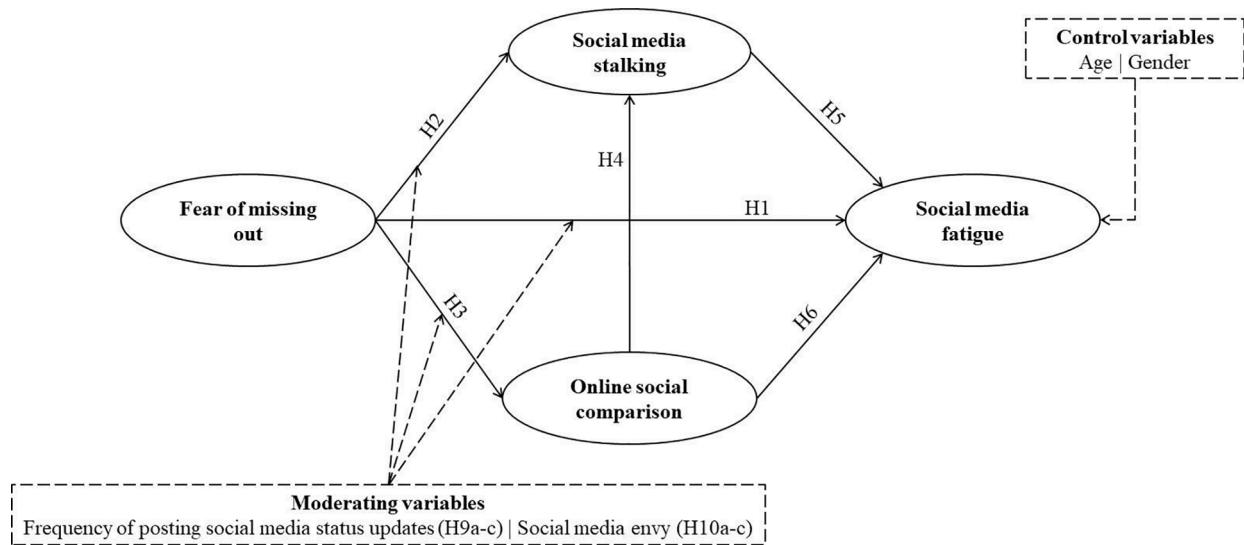 Social media
stalking
Control variables
Age | Gender
H2
H5
H4
Fear of missing
out
H1
Social media
fatigue
H3
H6
Online social
comparison
Moderating variables
Frequency of posting social media status updates (H9a-c) | Social media envy (H10a-c)